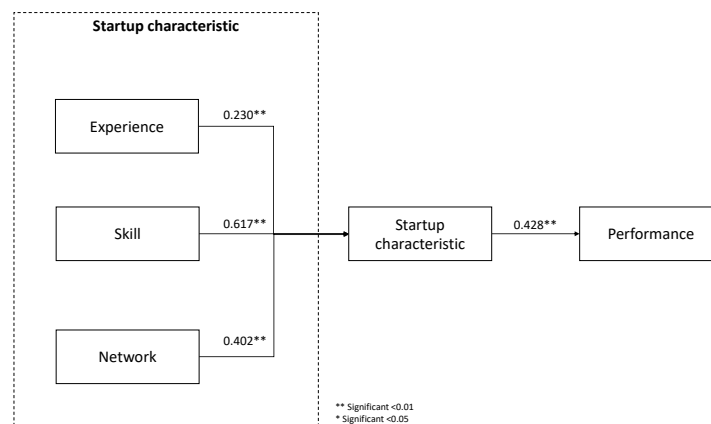 Startup characteristic
Experience
0.230**
Skill
0.617**
Startup
characteristic
0.428**
Performance
Network
0.402**
** Significant <0.01
* Significant <0.05